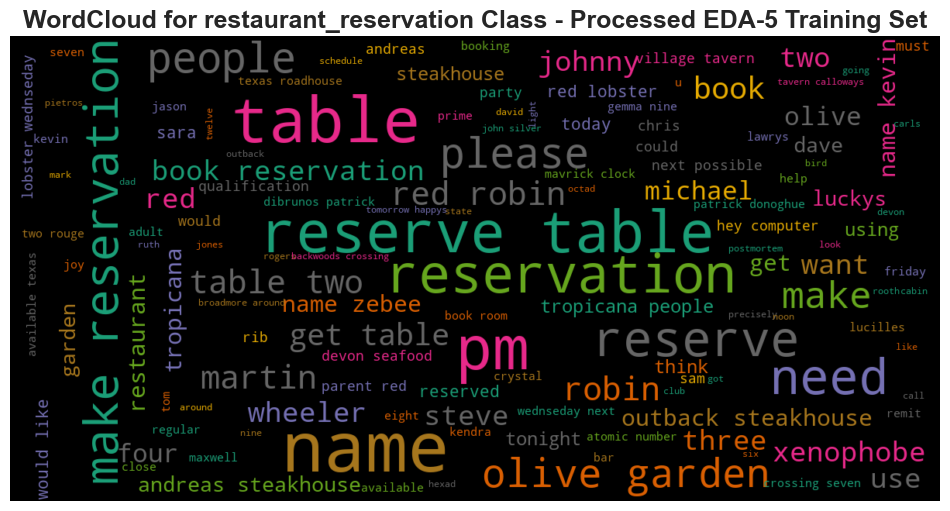 WordCloud for restaurant_reservation Class - Processed EDA-5 Training Set
seven
andreas
booking
must
people
schedule
texas roadhouse
steakhouse
johnny
village tavern
two
going
tavern calloways
name kevin
lobster wednseday
pietros
make reservation
jason
twelve
table
party
prime
david
night
red lobster
gemma nine
u
book
carls
olive
kevin
sara
john silver
today
chris
lawrys
dave
mark
outback
book reservation
please
could
next possible
bird
dad
red
qualification
red robin
mavrick clock
octad
michael
help
luckys
devon
dibrunos patrick
tomorrow happys
state
patrick donoghue
two rouge
adult
would
reserve table
hey computer
using
ruth
jones
rogers
backwoods crossing
postmortem
look
joy
available texas
restaurant
tropicana
table two
reservation
get
want
friday
roothcabin
garden
broadmore around
name zebee
book room
tropicana people
make
precisely
noon
lucilles
rib
get table
pm
reserve
like
devon seafood
think
martin
parent red
crystal
reserved
robin
sam
got
club
need
call
tom
around
would like
wheeler
steve
wednseday next
outback steakhouse
remit
regular
eight
kendra
nine
name
tonight
atomic number
three
xenophobe
four
maxwell
close
bar
six
andreas steakhouse
available
hexad
olive garden
crossing seven
use